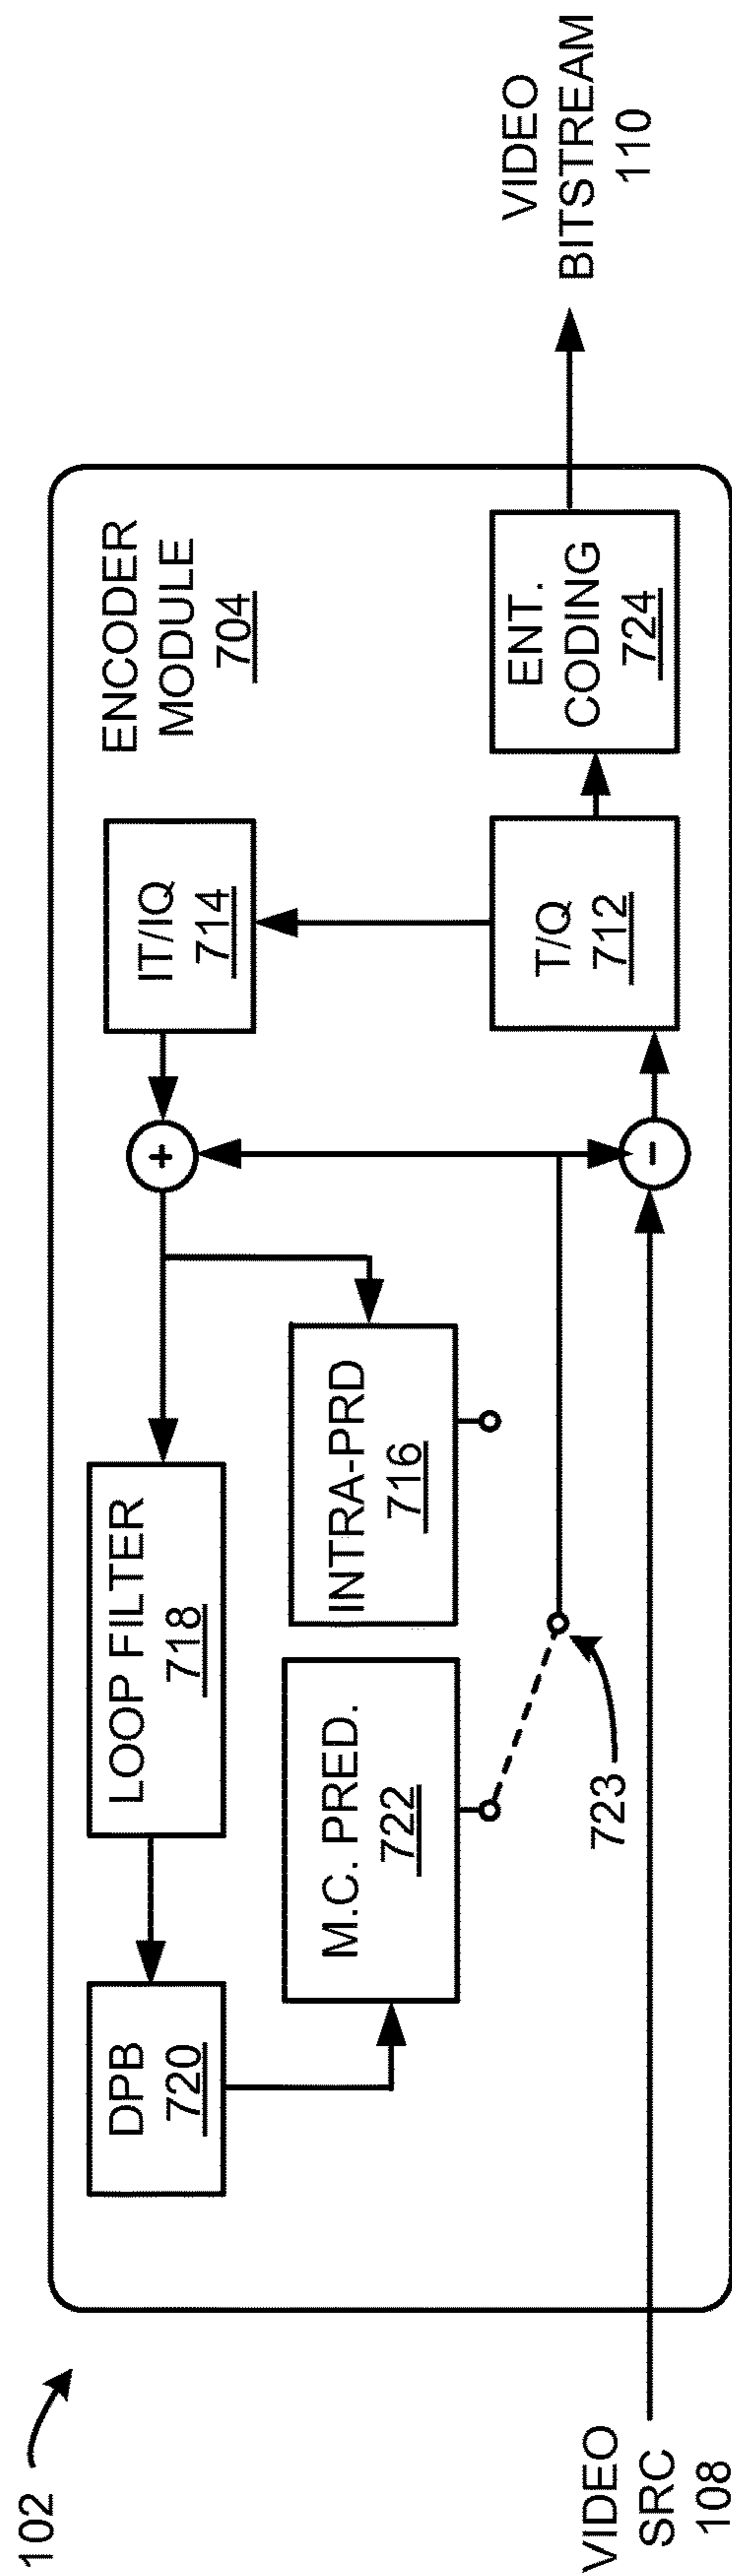 102
ENCODER
MODULE
704
DPB
720
LOOP FILTER
718
+
IT/IQ
714
M.C. PRED.
722
INTRA-PRD
716
723
VIDEO
SRC
108
-
T/Q
712
ENT.
CODING
724
VIDEO
BITSTREAM
110